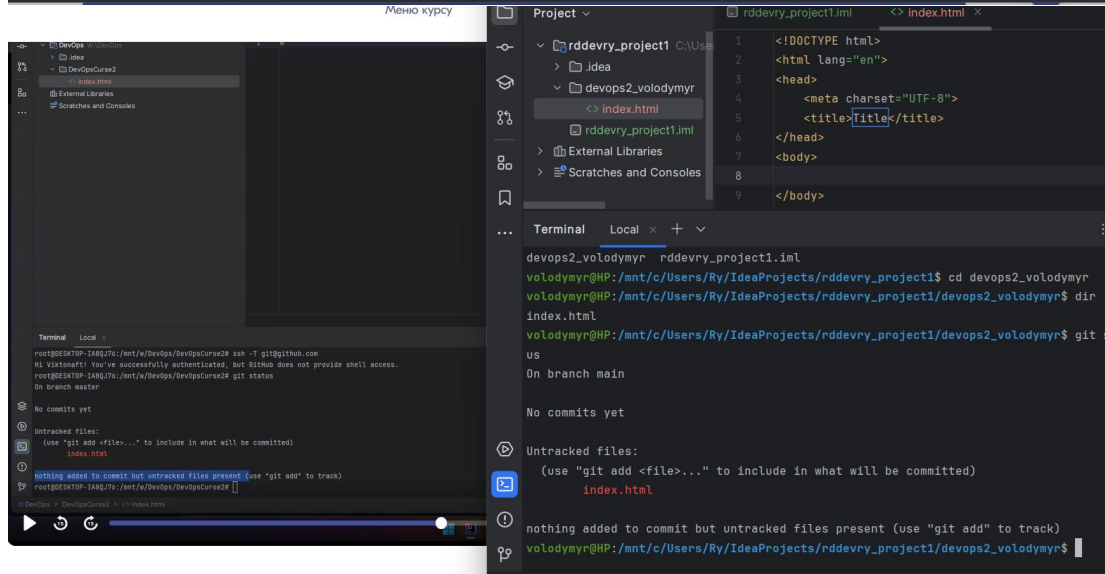 Меню курсу
DevOps W:\DevOps
.idea
DevOpsCurse2
<> index.html
External Libraries
Scratches and Consoles
Terminal Local ×
root@DESKTOP-IA8QJ76:/mnt/w/DevOps/DevOpsCurse2# ssh -T git@github.com
Hi Viktonaft! You've successfully authenticated, but GitHub does not provide shell access.
root@DESKTOP-IA8QJ76:/mnt/w/DevOps/DevOpsCurse2# git status
On branch master
No commits yet
Untracked files:
(use "git add <file>..." to include in what will be committed)
index.html
nothing added to commit but untracked files present (use "git add" to track)
root@DESKTOP-IA8QJ76:/mnt/w/DevOps/DevOpsCurse2#
DevOps > DevOpsCurse2 > <> index.html
Project
rddevry_project1.iml <> index.html ×
rddevry_project1 C:\Use
.idea
devops2_volodymyr
<> index.html
rddevry_project1.iml
External Libraries
Scratches and Consoles
1 <!DOCTYPE html>
2 <html lang="en">
3 <head>
4 <meta charset="UTF-8">
5 <title>Title</title>
6 </head>
7 <body>
8
9 </body>
Terminal Local × +
devops2_volodymyr rddevry_project1.iml
volodymyr@HP:/mnt/c/Users/Ry/IdeaProjects/rddevry_project1$ cd devops2_volodymyr
volodymyr@HP:/mnt/c/Users/Ry/IdeaProjects/rddevry_project1/devops2_volodymyr$ dir
index.html
volodymyr@HP:/mnt/c/Users/Ry/IdeaProjects/rddevry_project1/devops2_volodymyr$ git s
us
On branch main
No commits yet
Untracked files:
(use "git add <file>..." to include in what will be committed)
index.html
nothing added to commit but untracked files present (use "git add" to track)
volodymyr@HP:/mnt/c/Users/Ry/IdeaProjects/rddevry_project1/devops2_volodymyr$